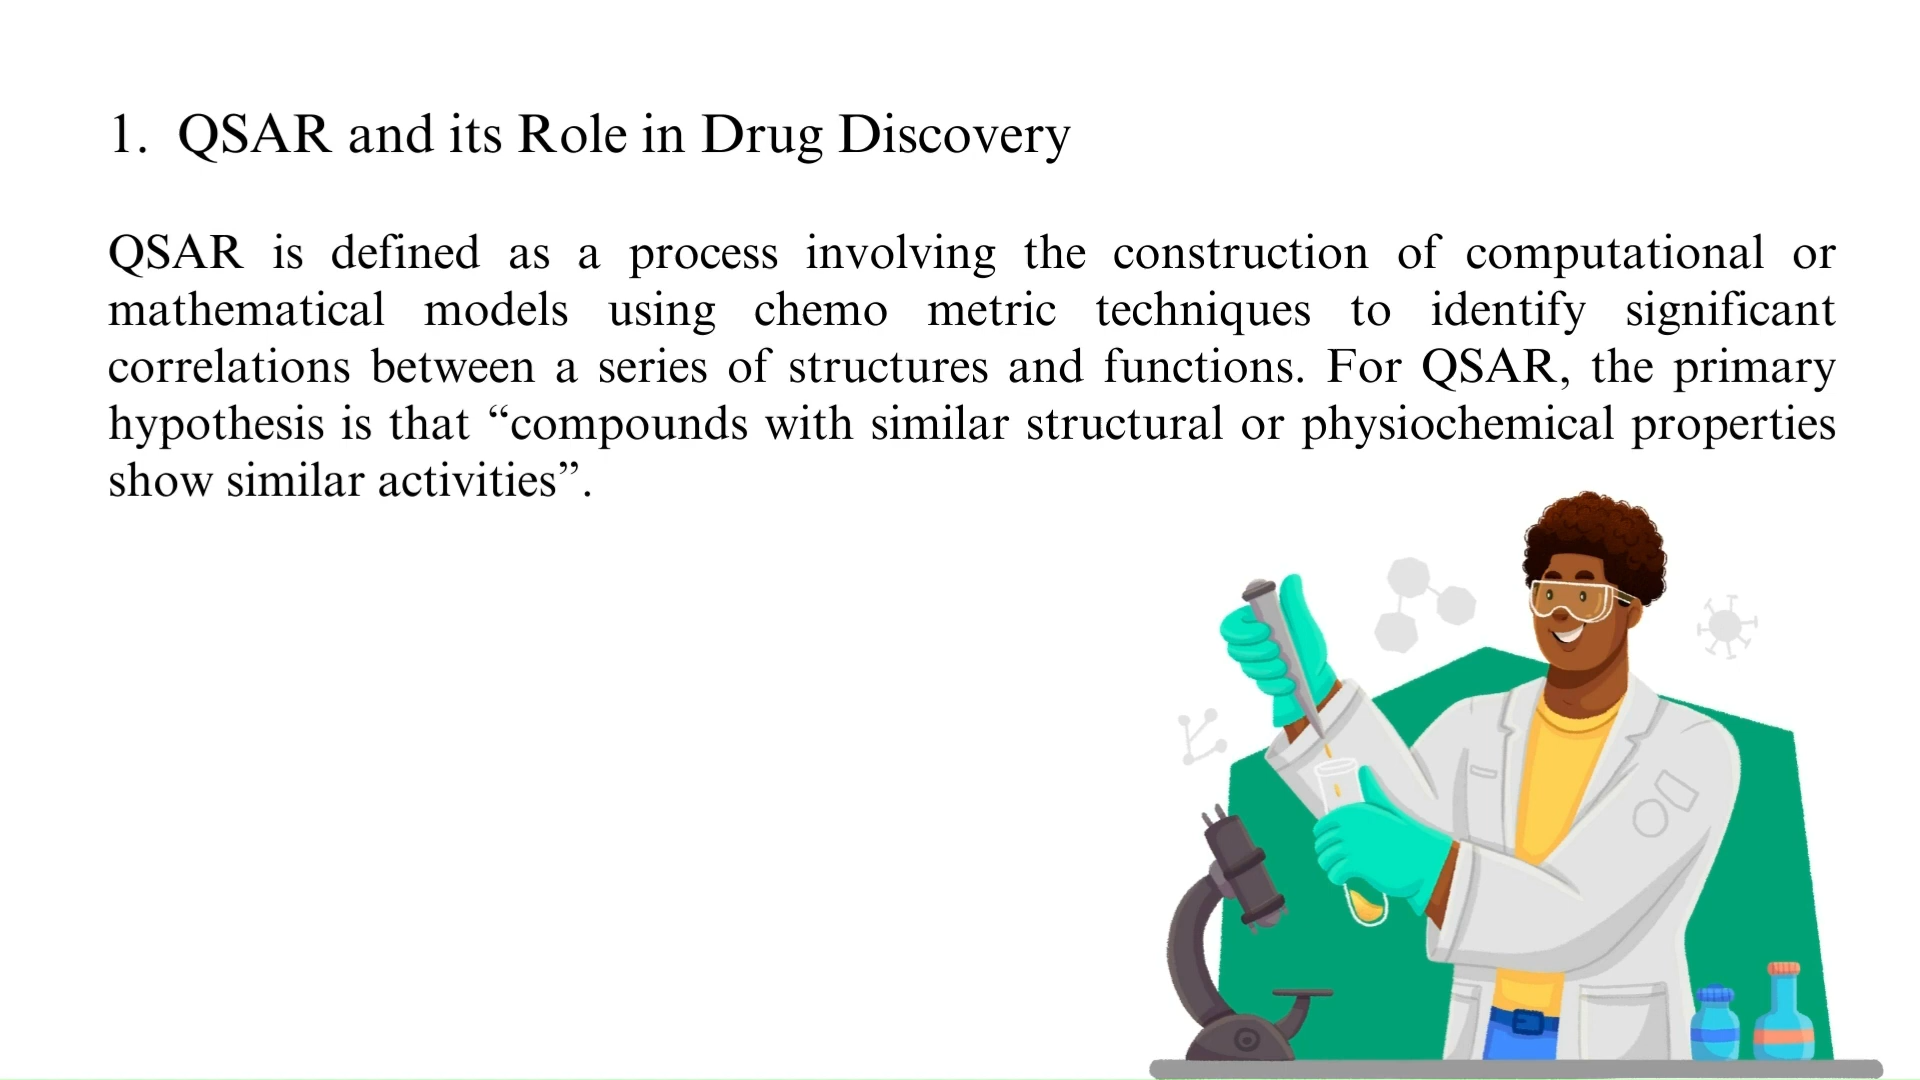 1. QSAR and its Role in Drug Discovery
QSAR is defined as a process involving the construction of computational or
mathematical models using chemo metric techniques to identify significant
correlations between a series of structures and functions. For QSAR, the primary
hypothesis is that “compounds with similar structural or physiochemical properties
show similar activities”.